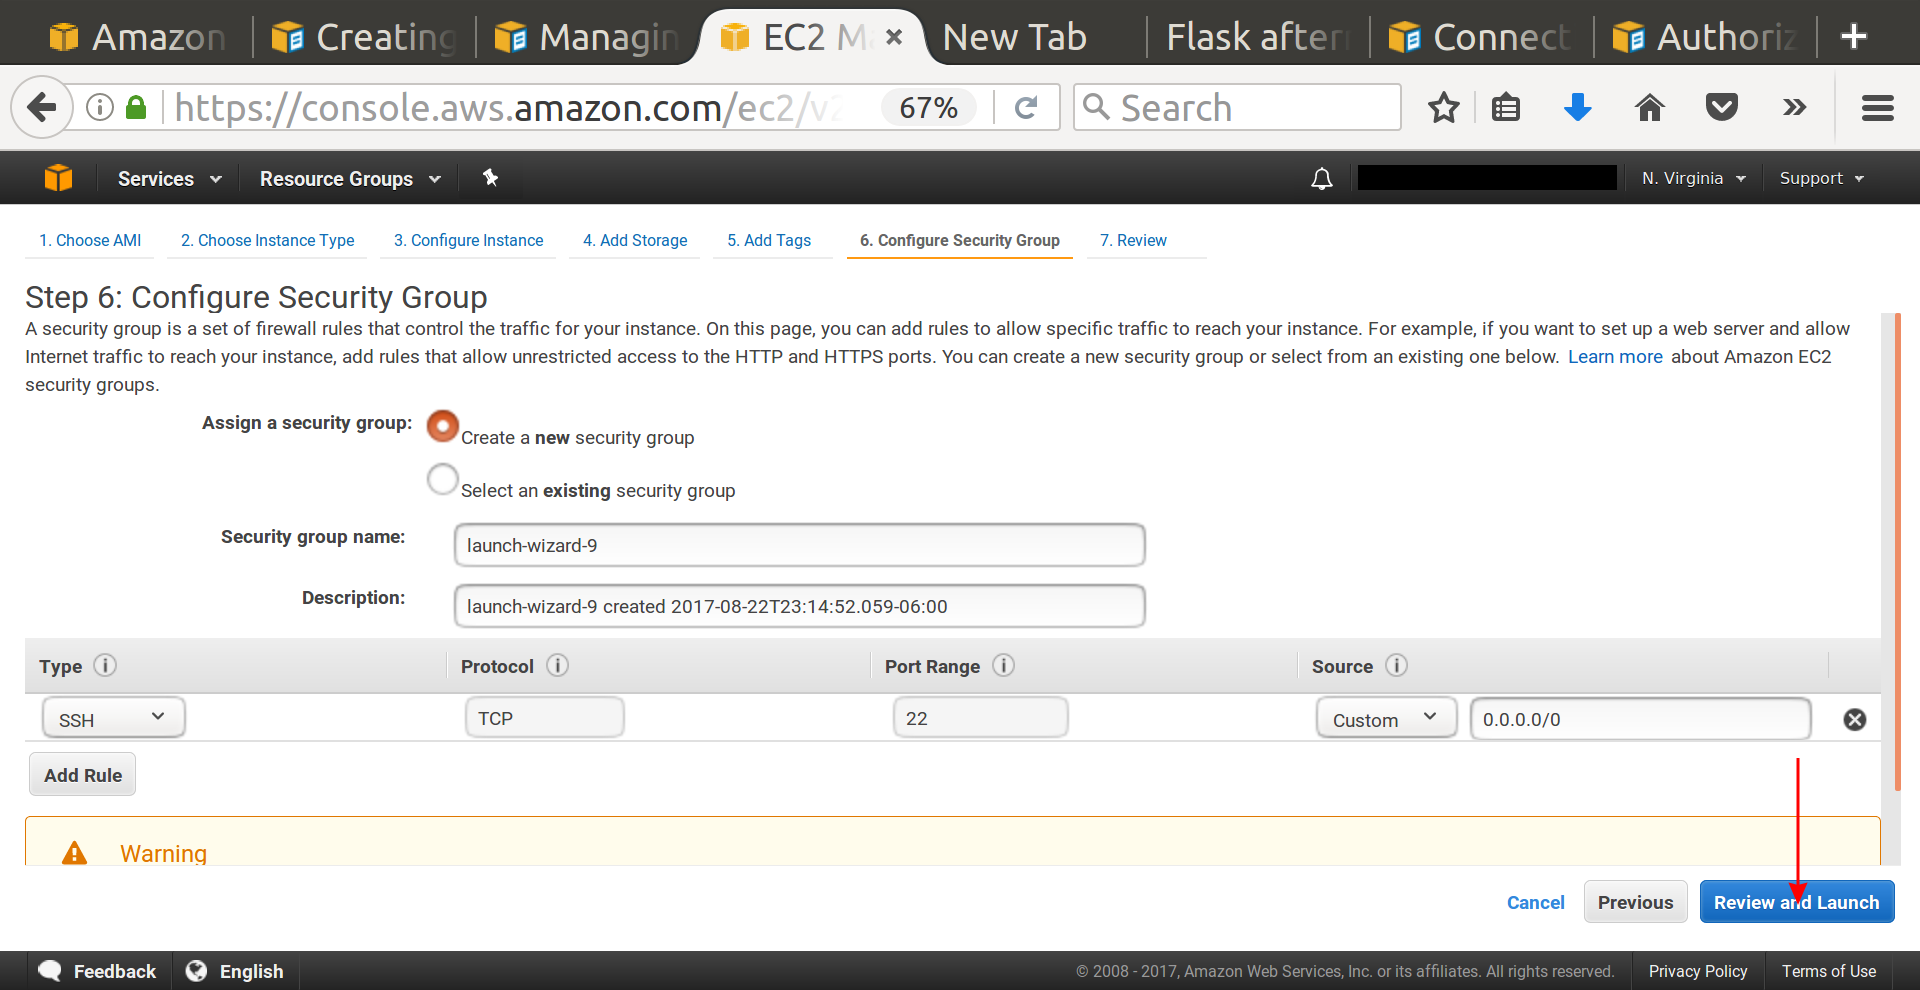 Amazon
Creating
Managin
EC2 M
New Tab
Flask after
Connect
Authoriz
https://console.aws.amazon.com/ec2/v2
67%
Search
Services
Resource Groups
N. Virginia
Support
1. Choose AMI
2. Choose Instance Type
3. Configure Instance
4. Add Storage
5. Add Tags
6. Configure Security Group
7. Review
Step 6: Configure Security Group
A security group is a set of firewall rules that control the traffic for your instance. On this page, you can add rules to allow specific traffic to reach your instance. For example, if you want to set up a web server and allow
Internet traffic to reach your instance, add rules that allow unrestricted access to the HTTP and HTTPS ports. You can create a new security group or select from an existing one below. Learn more about Amazon EC2
security groups.
Assign a security group:
Create a new security group
Select an existing security group
Security group name:
launch-wizard-9
Description:
launch-wizard-9 created 2017-08-22T23:14:52.059-06:00
Type
Protocol
Port Range
Source
SSH
TCP
22
Custom
0.0.0.0/0
Add Rule
Warning
Cancel
Previous
Review and Launch
Feedback
English
© 2008 - 2017, Amazon Web Services, Inc. or its affiliates. All rights reserved.
Privacy Policy
Terms of Use